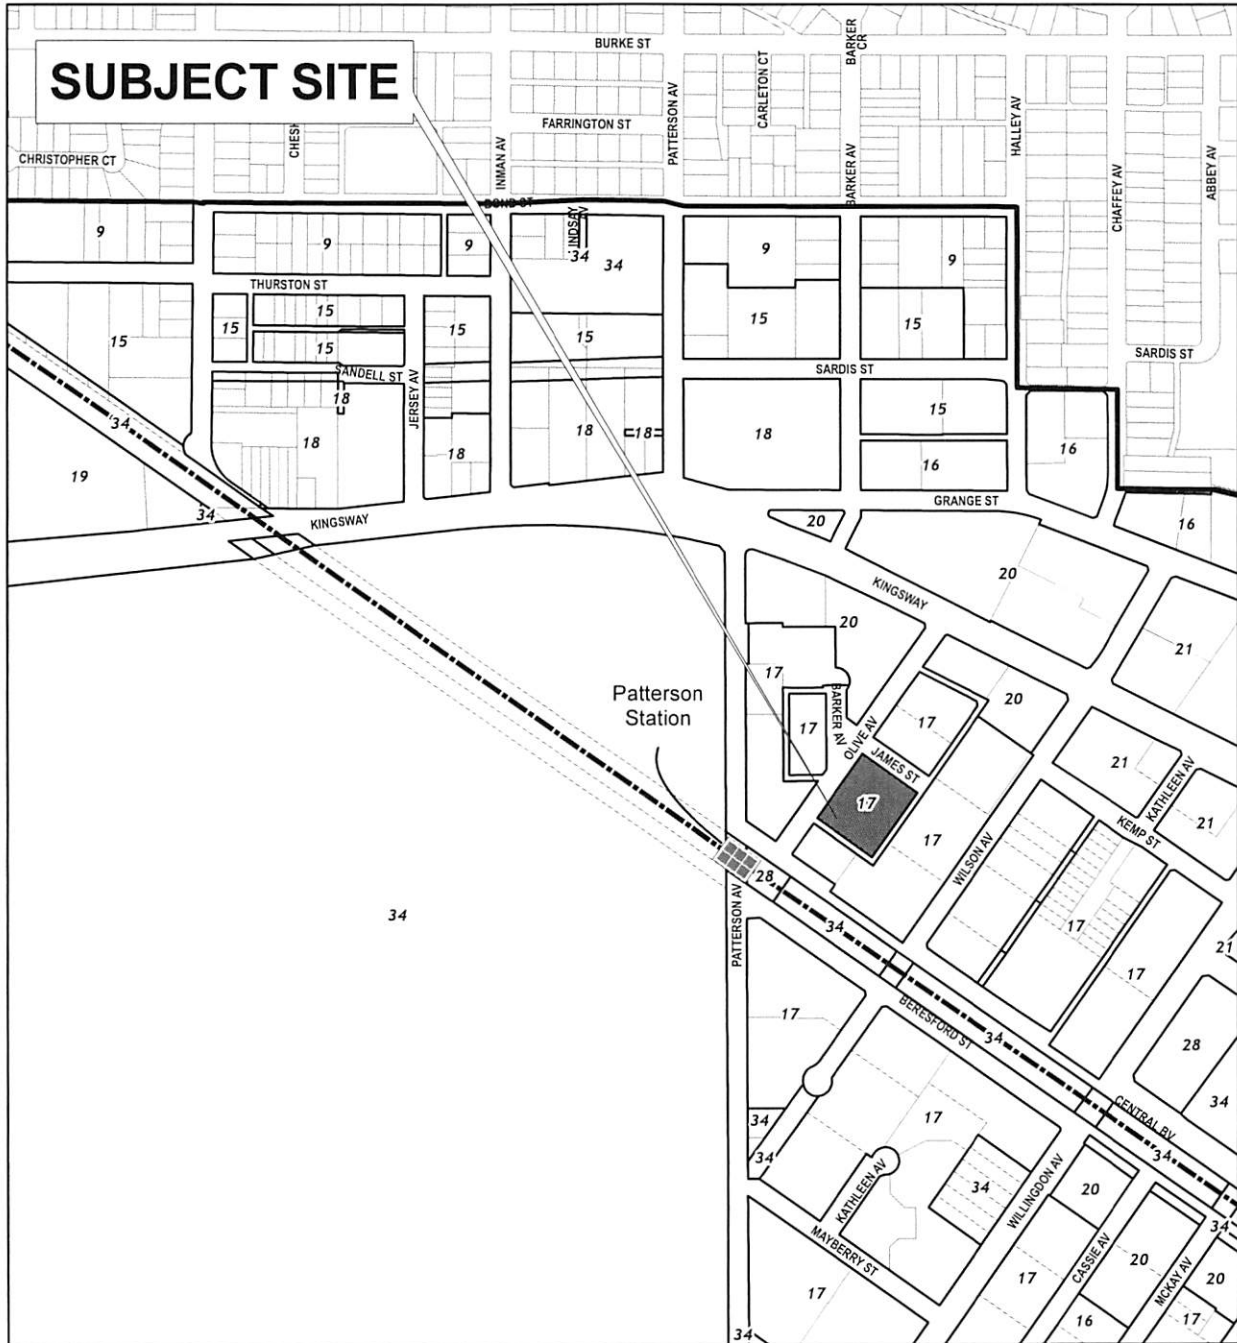 BURKE ST
BARKER
CR
SUBJECT SITE
CARLETON CT
PATTERSON AV
FARRINGTON ST
HALLEY AV
CHRISTOPHER CT
INMAN AV
BARKER AV
CHAFFEY AV
ABBEY AV
BOND ST
9
9
9
34
34
9
9
THURSTON ST
15
15
15
15
15
15
15
15
SANDELL ST
JERSEY AV
SARDIS ST
SARDIS ST
18
15
34
18
18
18
18
18
16
16
19
34
GRANGE ST
KINGSWAY
20
16
20
KINGSWAY
20
21
17
Patterson
Station
BARKER AV
17
OLIVE AV
17
20
JAMES ST
21
KATHLEEN AV
17
21
KEMP ST
17
WILSON AV
28
34
PATTERSON AV
34
17
21
17
17
BERESFORD ST
34
28
34
CENTRAL BV
34
17
34
34
KATHLEEN AV
34
WILLINGDON AV
20
34
MAYBERRY ST
CASSIE AV
20
MCKAY AV
20
17
17
16
17
34